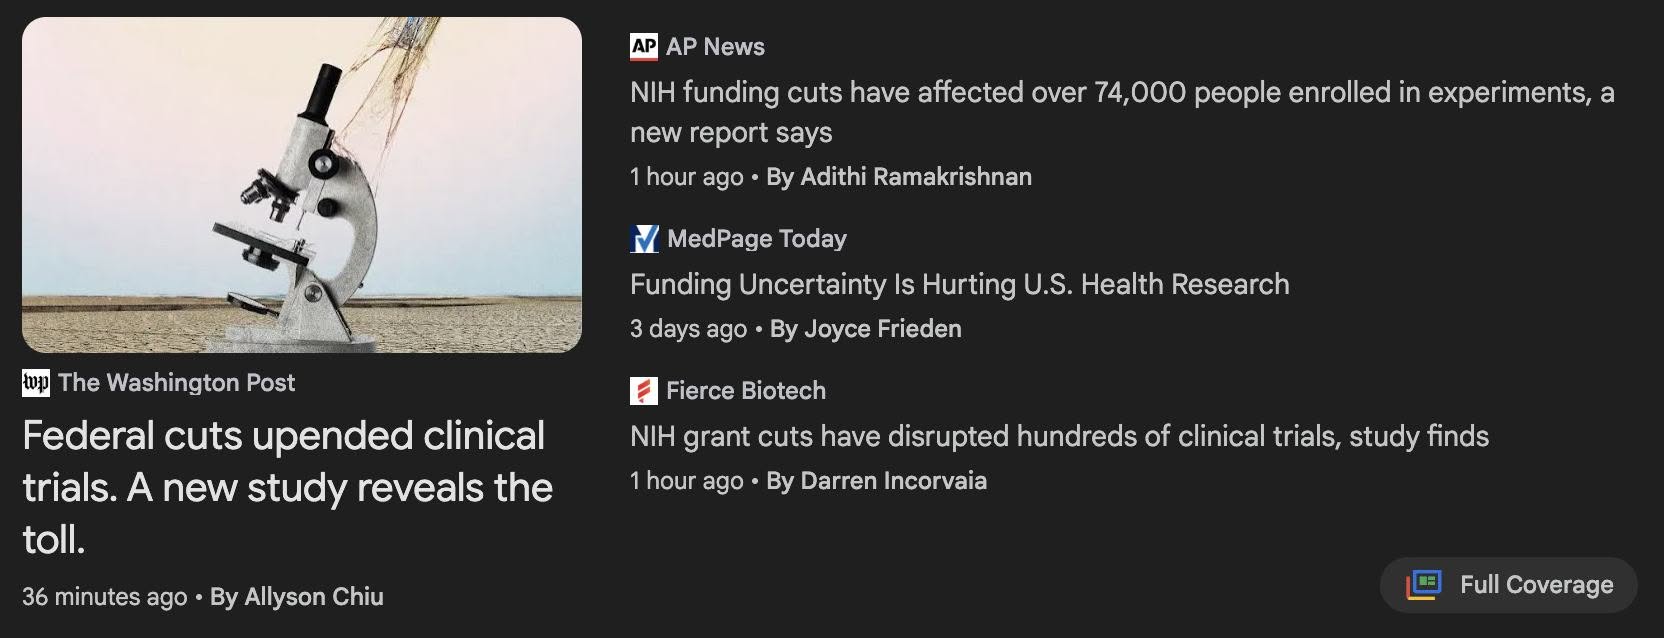 wp The Washington Post
Federal cuts upended clinical
trials. A new study reveals the
toll.
36 minutes ago • By Allyson Chiu
AP AP News
NIH funding cuts have affected over 74,000 people enrolled in experiments, a
new report says
1 hour ago • By Adithi Ramakrishnan
MedPage Today
Funding Uncertainty Is Hurting U.S. Health Research
3 days ago • By Joyce Frieden
Fierce Biotech
NIH grant cuts have disrupted hundreds of clinical trials, study finds
1 hour ago • By Darren Incorvaia
Full Coverage